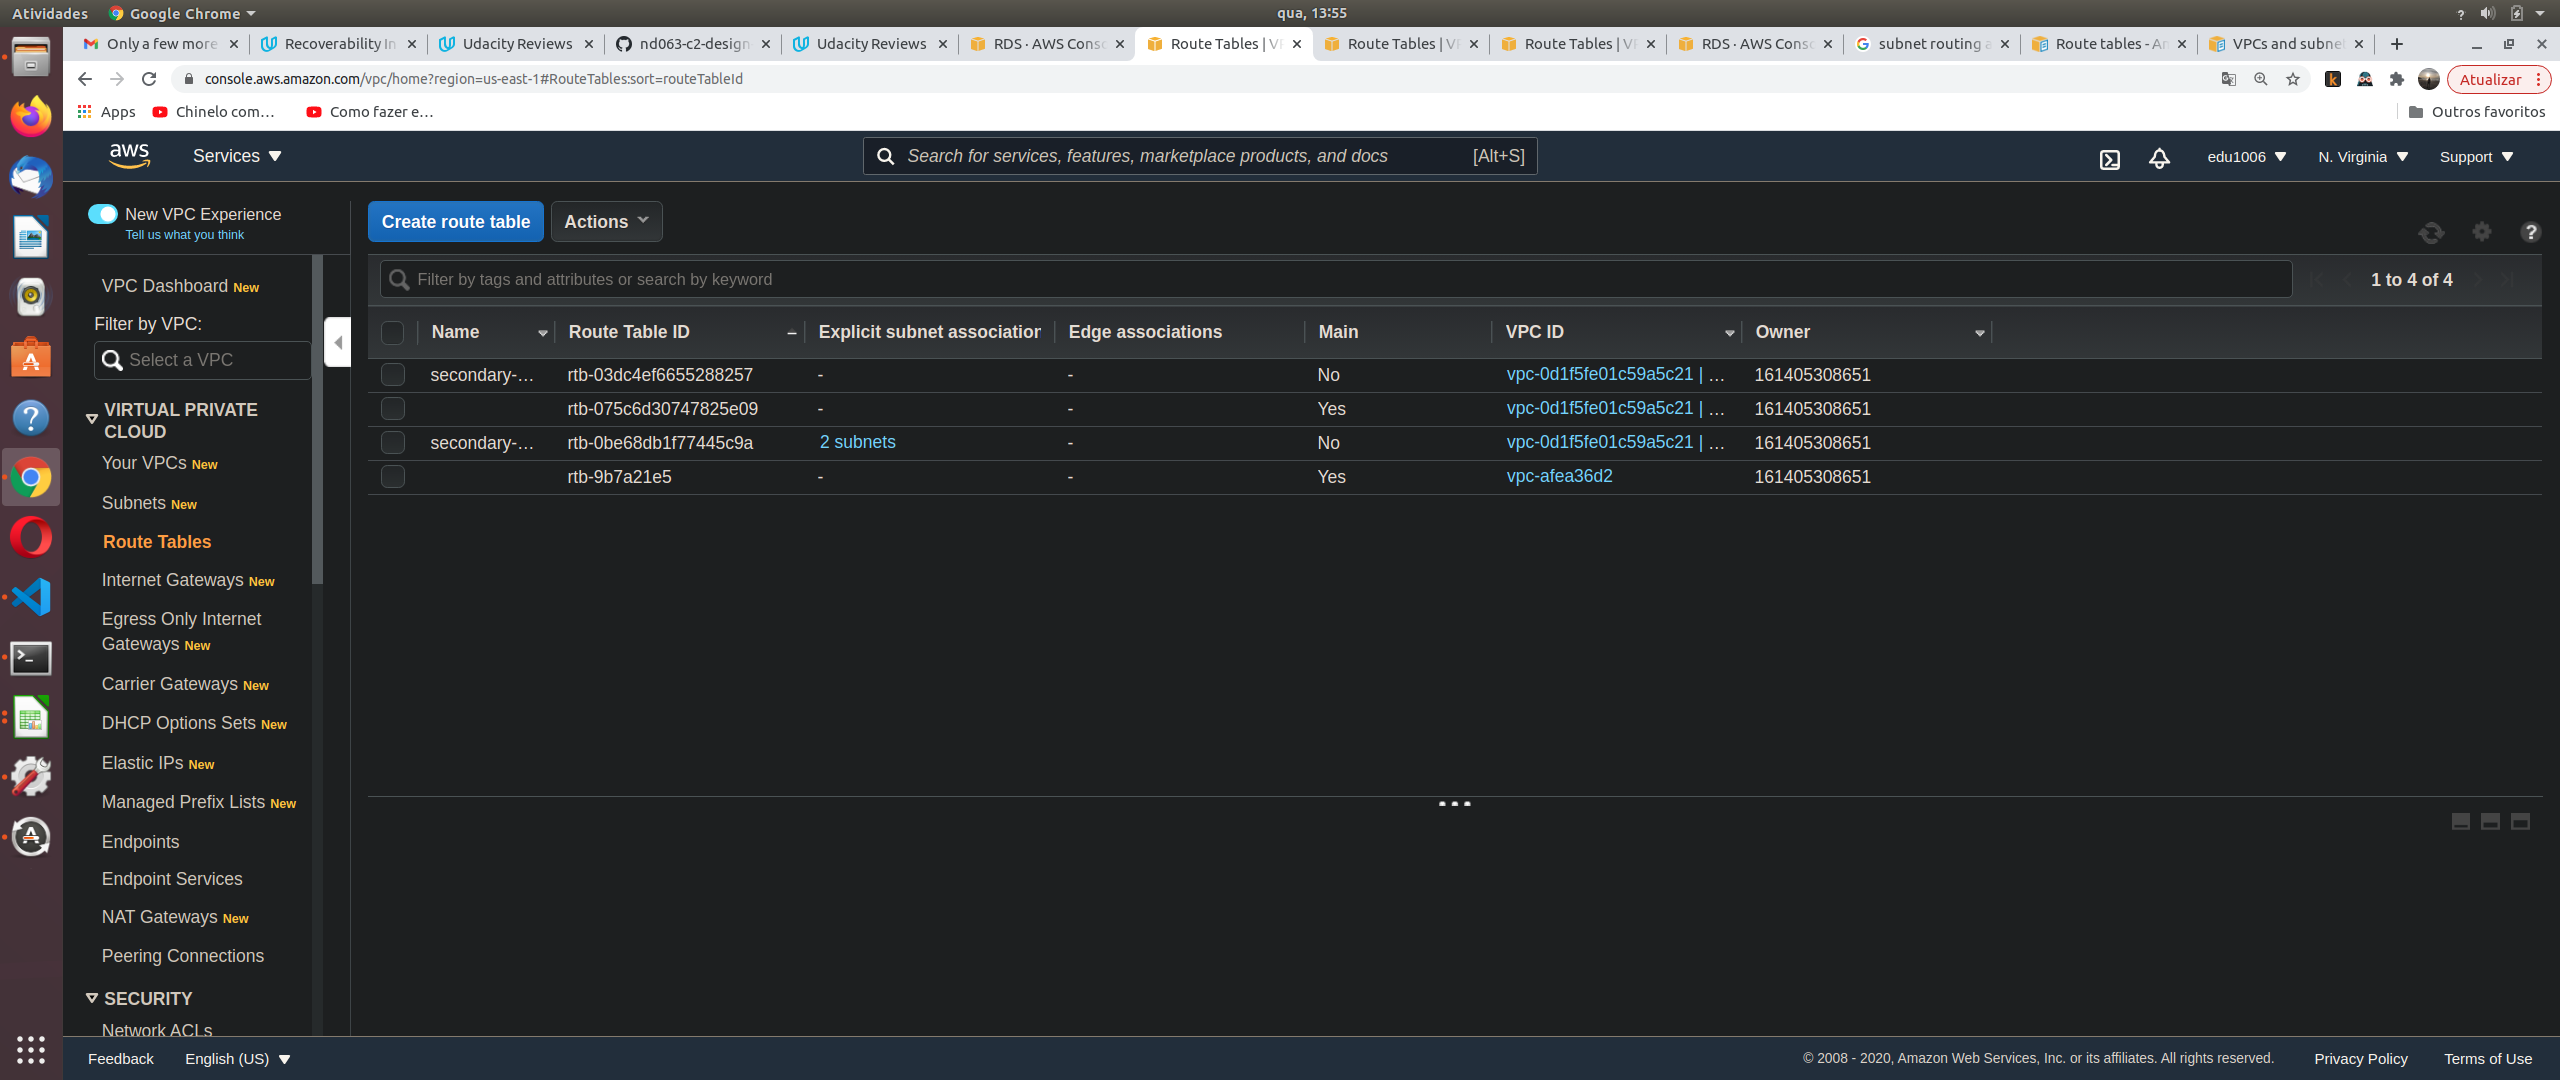 Atividades Google Chrome qua, 13:55
Only a few more Recoverability In Udacity Reviews nd063-c2-design Udacity Reviews RDS · AWS Conso Route Tables | VP Route Tables | VP Route Tables | VP RDS · AWS Conso subnet routing a Route tables - Am VPCs and subne
console.aws.amazon.com/vpc/home?region=us-east-1#RouteTables:sort=routeTableId Atualizar
Apps Chinelo com... Como fazer e... Outros favoritos
aws Services Search for services, features, marketplace products, and docs [Alt+S] edu1006 N. Virginia Support
New VPC Experience
Tell us what you think
Create route table Actions
Filter by tags and attributes or search by keyword 1 to 4 of 4
Name Route Table ID Explicit subnet association Edge associations Main VPC ID Owner
secondary-... rtb-03dc4ef6655288257 - - No vpc-0d1f5fe01c59a5c21 | ... 161405308651
rtb-075c6d30747825e09 - - Yes vpc-0d1f5fe01c59a5c21 | ... 161405308651
secondary-... rtb-0be68db1f77445c9a 2 subnets - No vpc-0d1f5fe01c59a5c21 | ... 161405308651
rtb-9b7a21e5 - - Yes vpc-afea36d2 161405308651
VPC Dashboard New
Filter by VPC:
Select a VPC
VIRTUAL PRIVATE
CLOUD
Your VPCs New
Subnets New
Route Tables
Internet Gateways New
Egress Only Internet
Gateways New
Carrier Gateways New
DHCP Option Sets New
Elastic IPs New
Managed Prefix Lists New
Endpoints
Endpoint Services
NAT Gateways New
Peering Connections
SECURITY
Network ACLs
Feedback English (US) © 2008 - 2020, Amazon Web Services, Inc. or its affiliates. All rights reserved. Privacy Policy Terms of Use